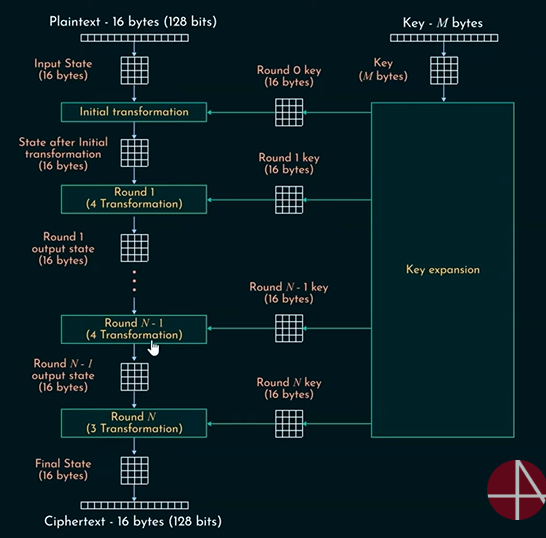 Plaintext - 16 bytes (128 bits)
Key - M bytes
Input State
(16 bytes)
Key
(M bytes)
Round 0 key
(16 bytes)
Initial transformation
State after Initial
transformation
(16 bytes)
Round 1 key
(16 bytes)
Round 1
(4 Transformation)
Round 1
output state
(16 bytes)
Key expansion
Round N - 1 key
(16 bytes)
Round N - 1
(4 Transformation)
Round N - 1
output state
(16 bytes)
Round N key
(16 bytes)
Round N
(3 Transformation)
Final State
(16 bytes)
Ciphertext - 16 bytes (128 bits)